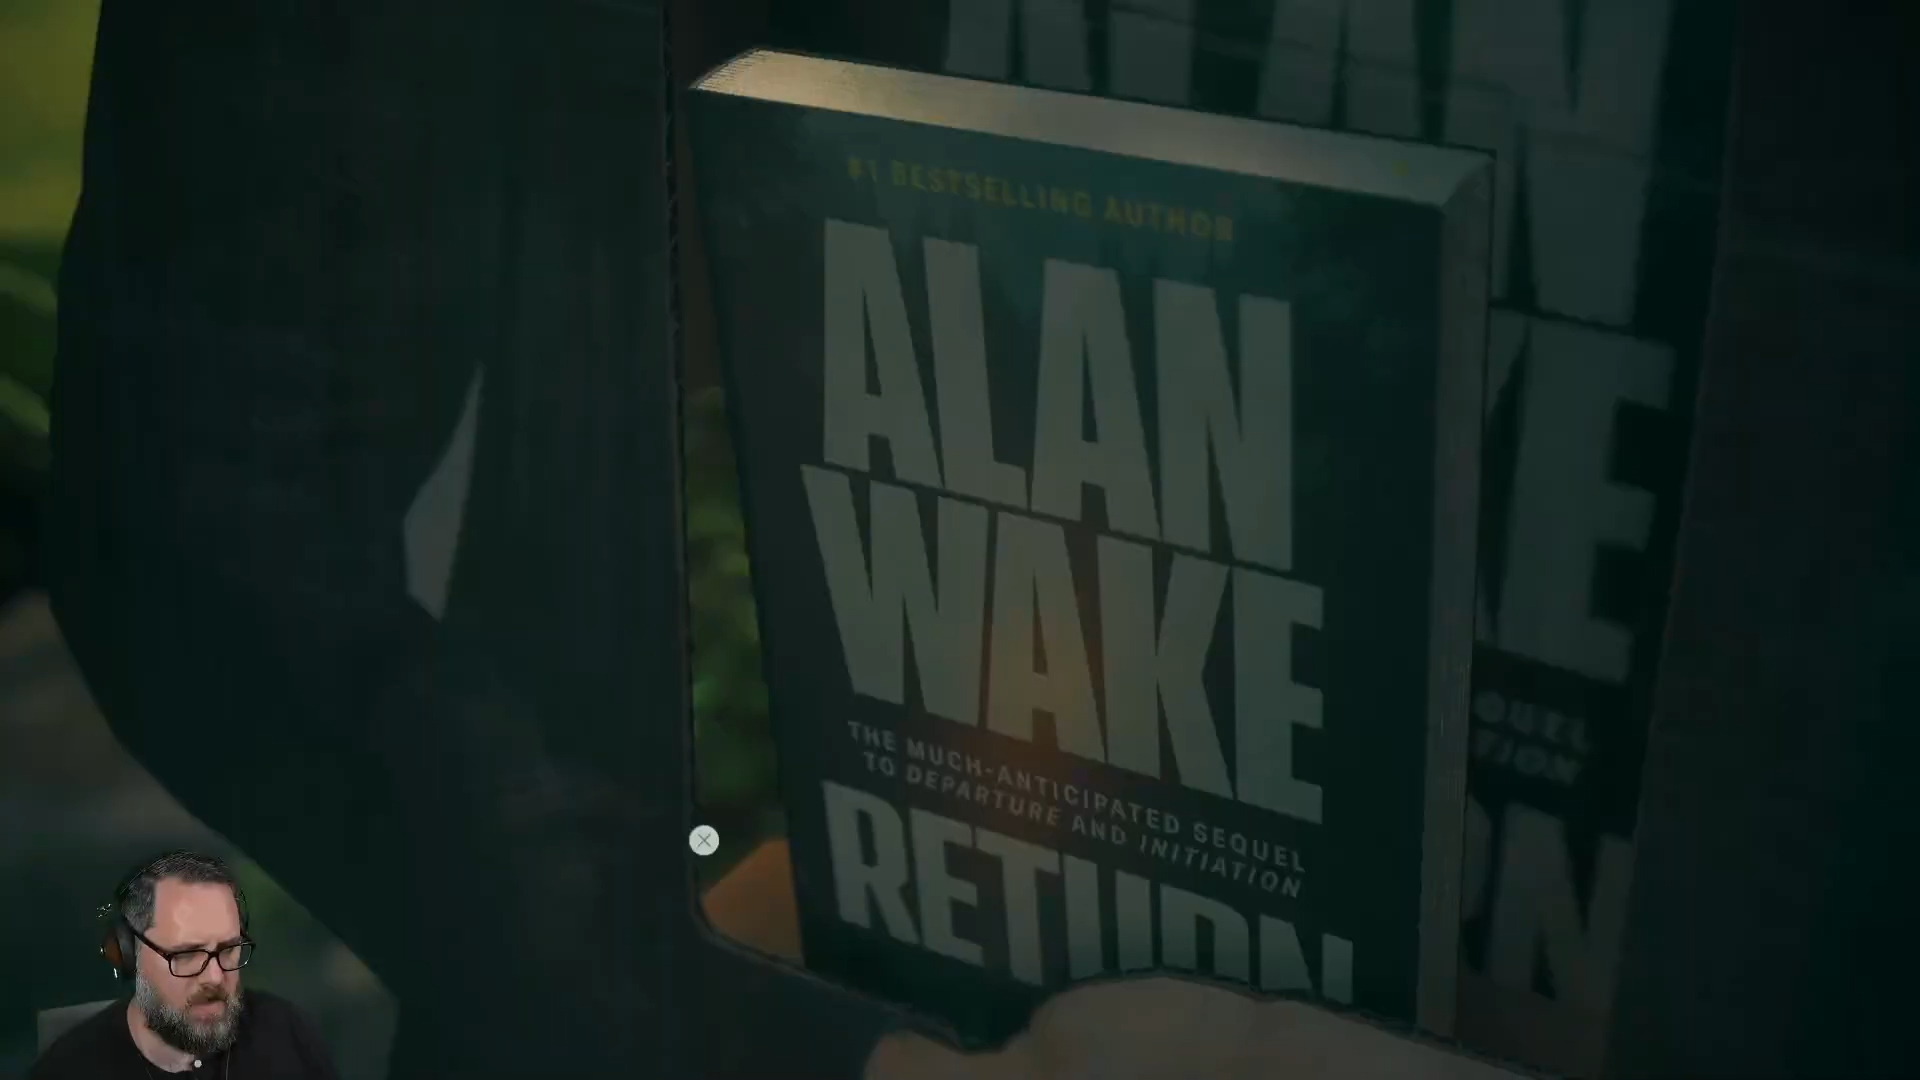 #1 BESTSELLING AUTHOR
ALAN
WAKE
THE MUCH-ANTICIPATED SEQUEL
TO DEPARTURE AND INITIATION
RETURN